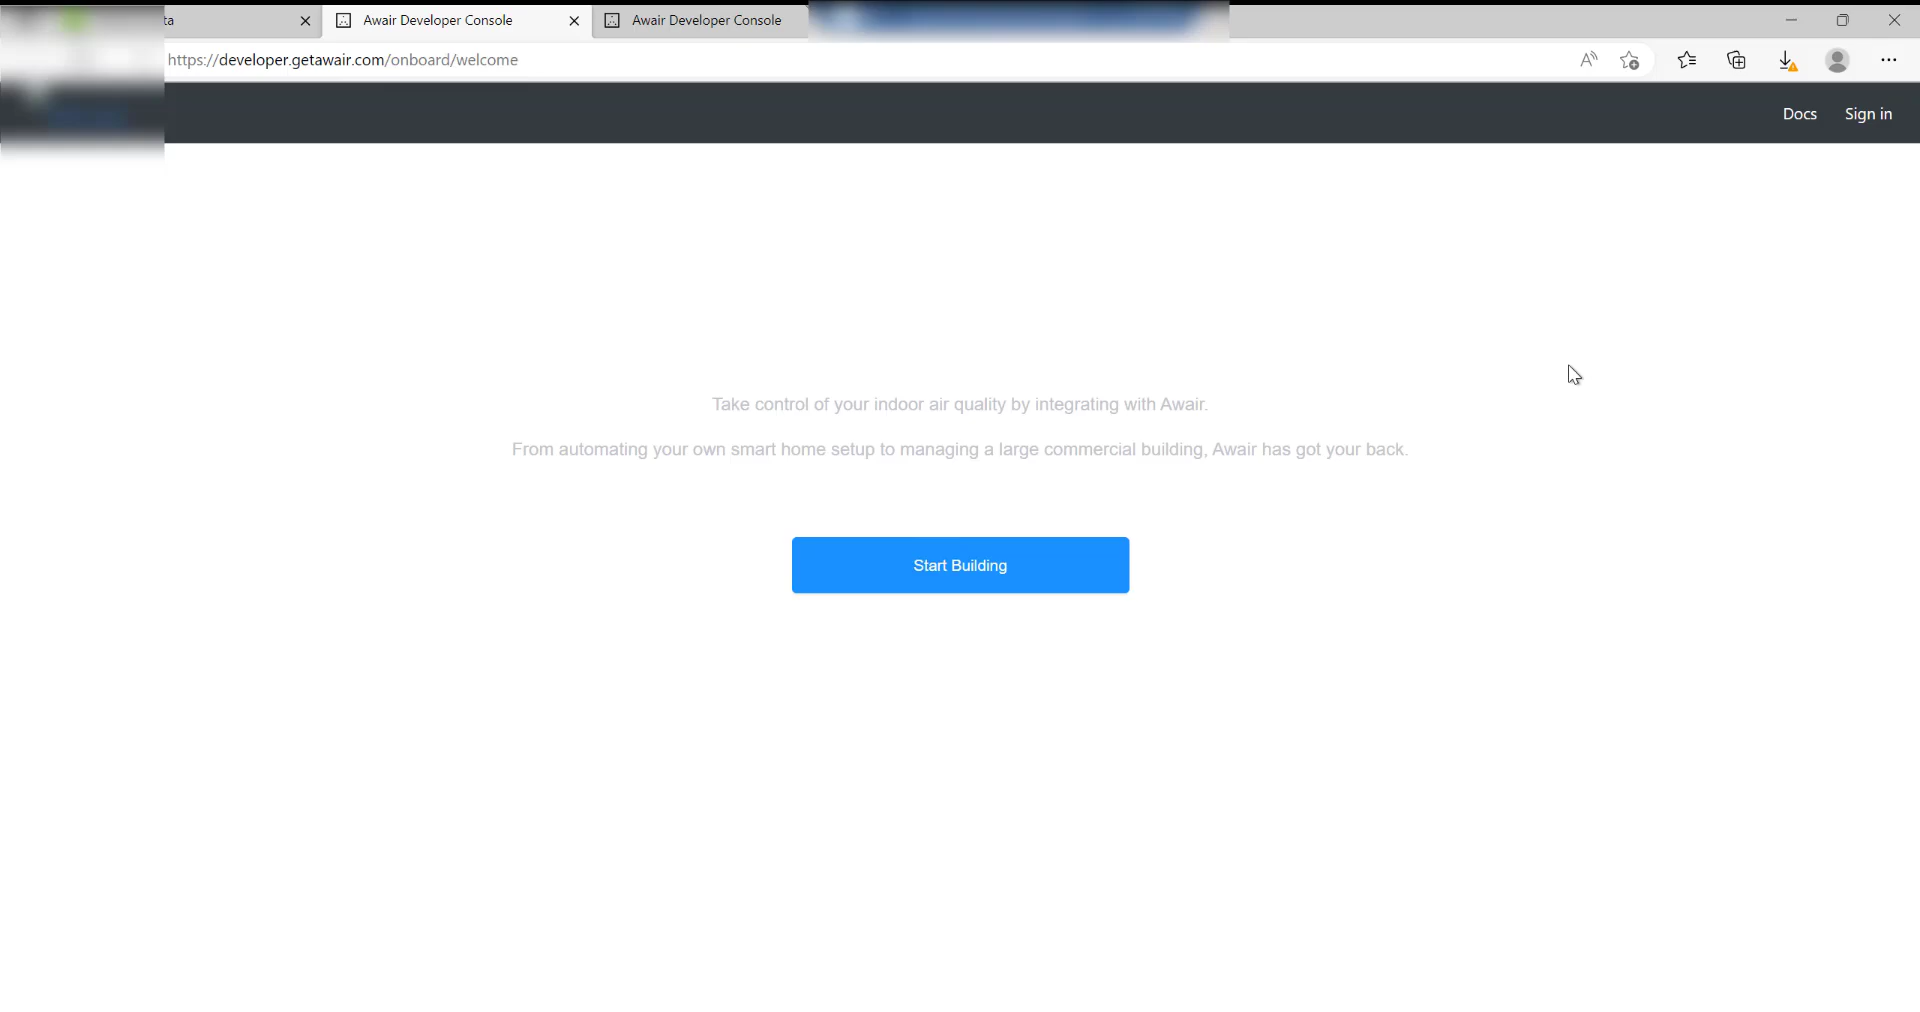 ta
Awair Developer Console
Awair Developer Console
https://developer.getawair.com/onboard/welcome
Docs
Sign in
Take control of your indoor air quality by integrating with Awair.
From automating your own smart home setup to managing a large commercial building, Awair has got your back.
Start Building